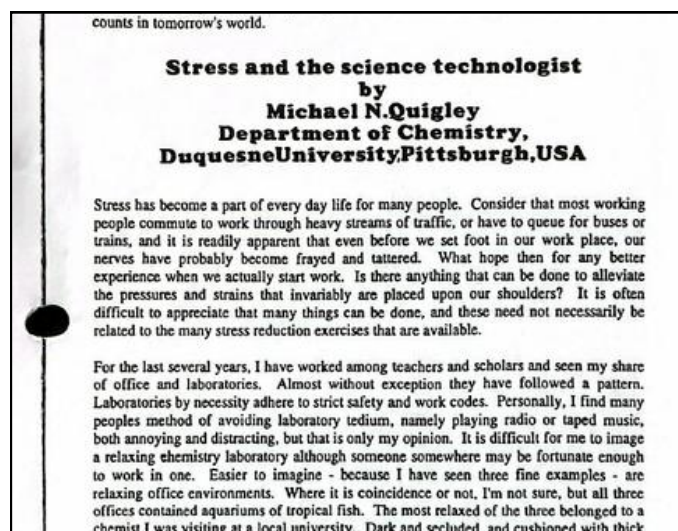 counts in tomorrow's world.
Stress and the science technologist
by
Michael N.Quigley
Department of Chemistry,
DuquesneUniversity,Pittsburgh,USA
Stress has become a part of every day life for many people. Consider that most working
people commute to work through heavy streams of traffic, or have to queue for buses or
trains, and it is readily apparent that even before we set foot in our work place, our
nerves have probably become frayed and tattered. What hope then for any better
experience when we actually start work. Is there anything that can be done to alleviate
the pressures and strains that invariably are placed upon our shoulders? It is often
difficult to appreciate that many things can be done, and these need not necessarily be
related to the many stress reduction exercises that are available.
For the last several years, I have worked among teachers and scholars and seen my share
of office and laboratories. Almost without exception they have followed a pattern.
Laboratories by necessity adhere to strict safety and work codes. Personally, I find many
peoples method of avoiding laboratory tedium, namely playing radio or taped music,
both annoying and distracting, but that is only my opinion. It is difficult for me to image
a relaxing chemistry laboratory although someone somewhere may be fortunate enough
to work in one. Easier to imagine - because I have seen three fine examples - are
relaxing office environments. Where it is coincidence or not, I'm not sure, but all three
offices contained aquariums of tropical fish. The most relaxed of the three belonged to a
chemist I was visiting at a local university. Dark and secluded, and cushioned with thick